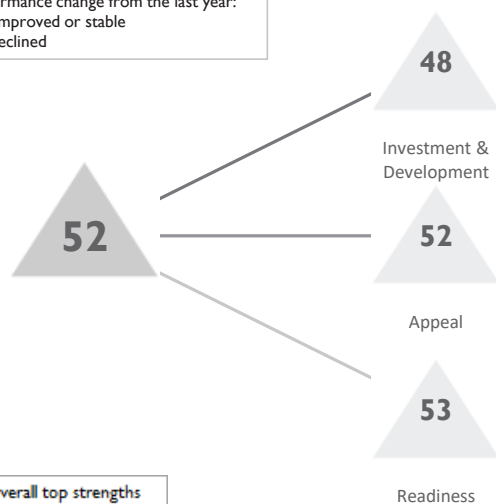 rmance change from the last year:
mproved or stable
eclined
48
Investment &
Development
52
52
Appeal
53
Readiness
verall top strengths